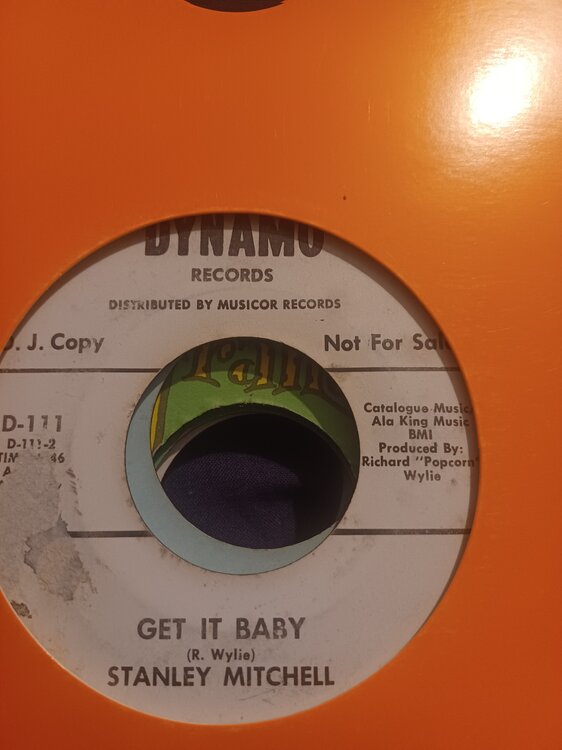 DYNAMO
RECORDS
DISTRIBUTED BY MUSICOR RECORDS
D. J. Copy
Not For Sale
D-111
D-111-2
Catalogue Music
Ala King Music
BMI
Produced By:
Richard "Popcorn"
Wylie
GET IT BABY
(R. Wylie)
STANLEY MITCHELL